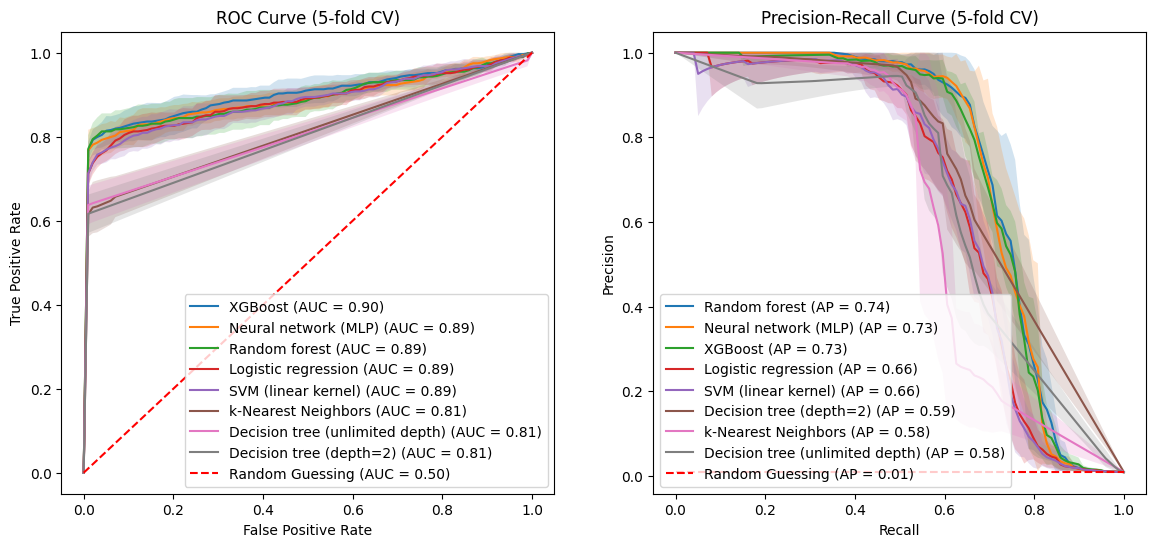 ROC Curve (5-fold CV)
True Positive Rate
1.0
0.8
0.6
0.4
0.2
0.0
XGBoost (AUC = 0.90)
Neural network (MLP) (AUC = 0.89)
Random forest (AUC = 0.89)
Logistic regression (AUC = 0.89)
SVM (linear kernel) (AUC = 0.89)
k-Nearest Neighbors (AUC = 0.81)
Decision tree (unlimited depth) (AUC = 0.81)
Decision tree (depth=2) (AUC = 0.81)
Random Guessing (AUC = 0.50)
0.0 0.2 0.4 0.6 0.8 1.0
False Positive Rate
Precision-Recall Curve (5-fold CV)
Precision
1.0
0.8
0.6
0.4
0.2
0.0
Random forest (AP = 0.74)
Neural network (MLP) (AP = 0.73)
XGBoost (AP = 0.73)
Logistic regression (AP = 0.66)
SVM (linear kernel) (AP = 0.66)
Decision tree (depth=2) (AP = 0.59)
k-Nearest Neighbors (AP = 0.58)
Decision tree (unlimited depth) (AP = 0.58)
Random Guessing (AP = 0.01)
0.0 0.2 0.4 0.6 0.8 1.0
Recall